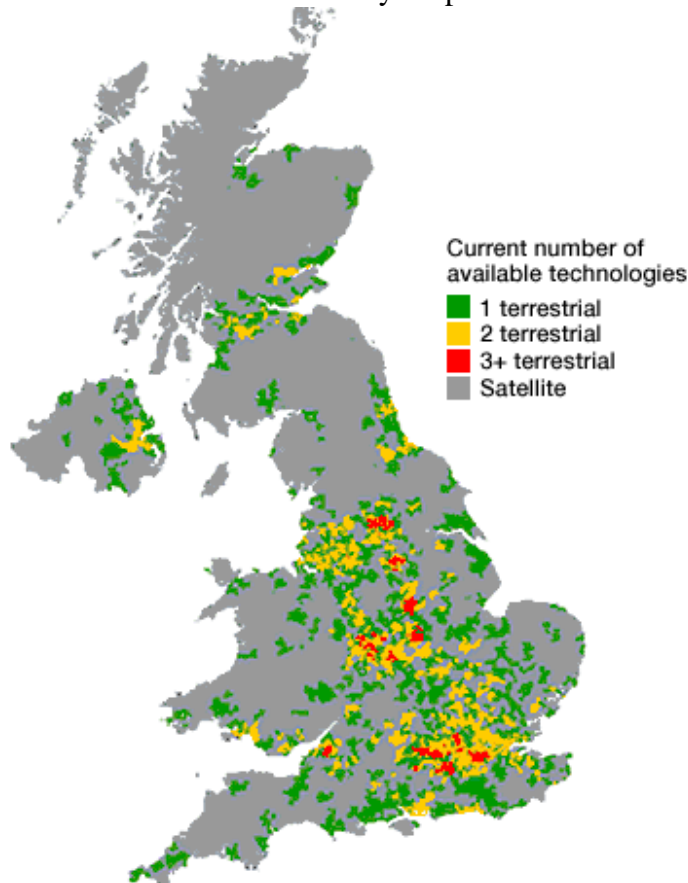 Current number of
available technologies
1 terrestrial
2 terrestrial
3+ terrestrial
Satellite